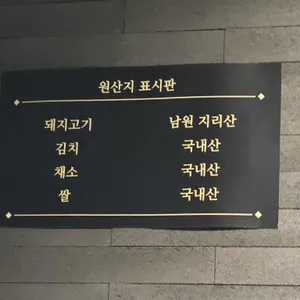 원산지 표시판
돼지고기 남원 지리산
김치 국내산
채소 국내산
쌀 국내산